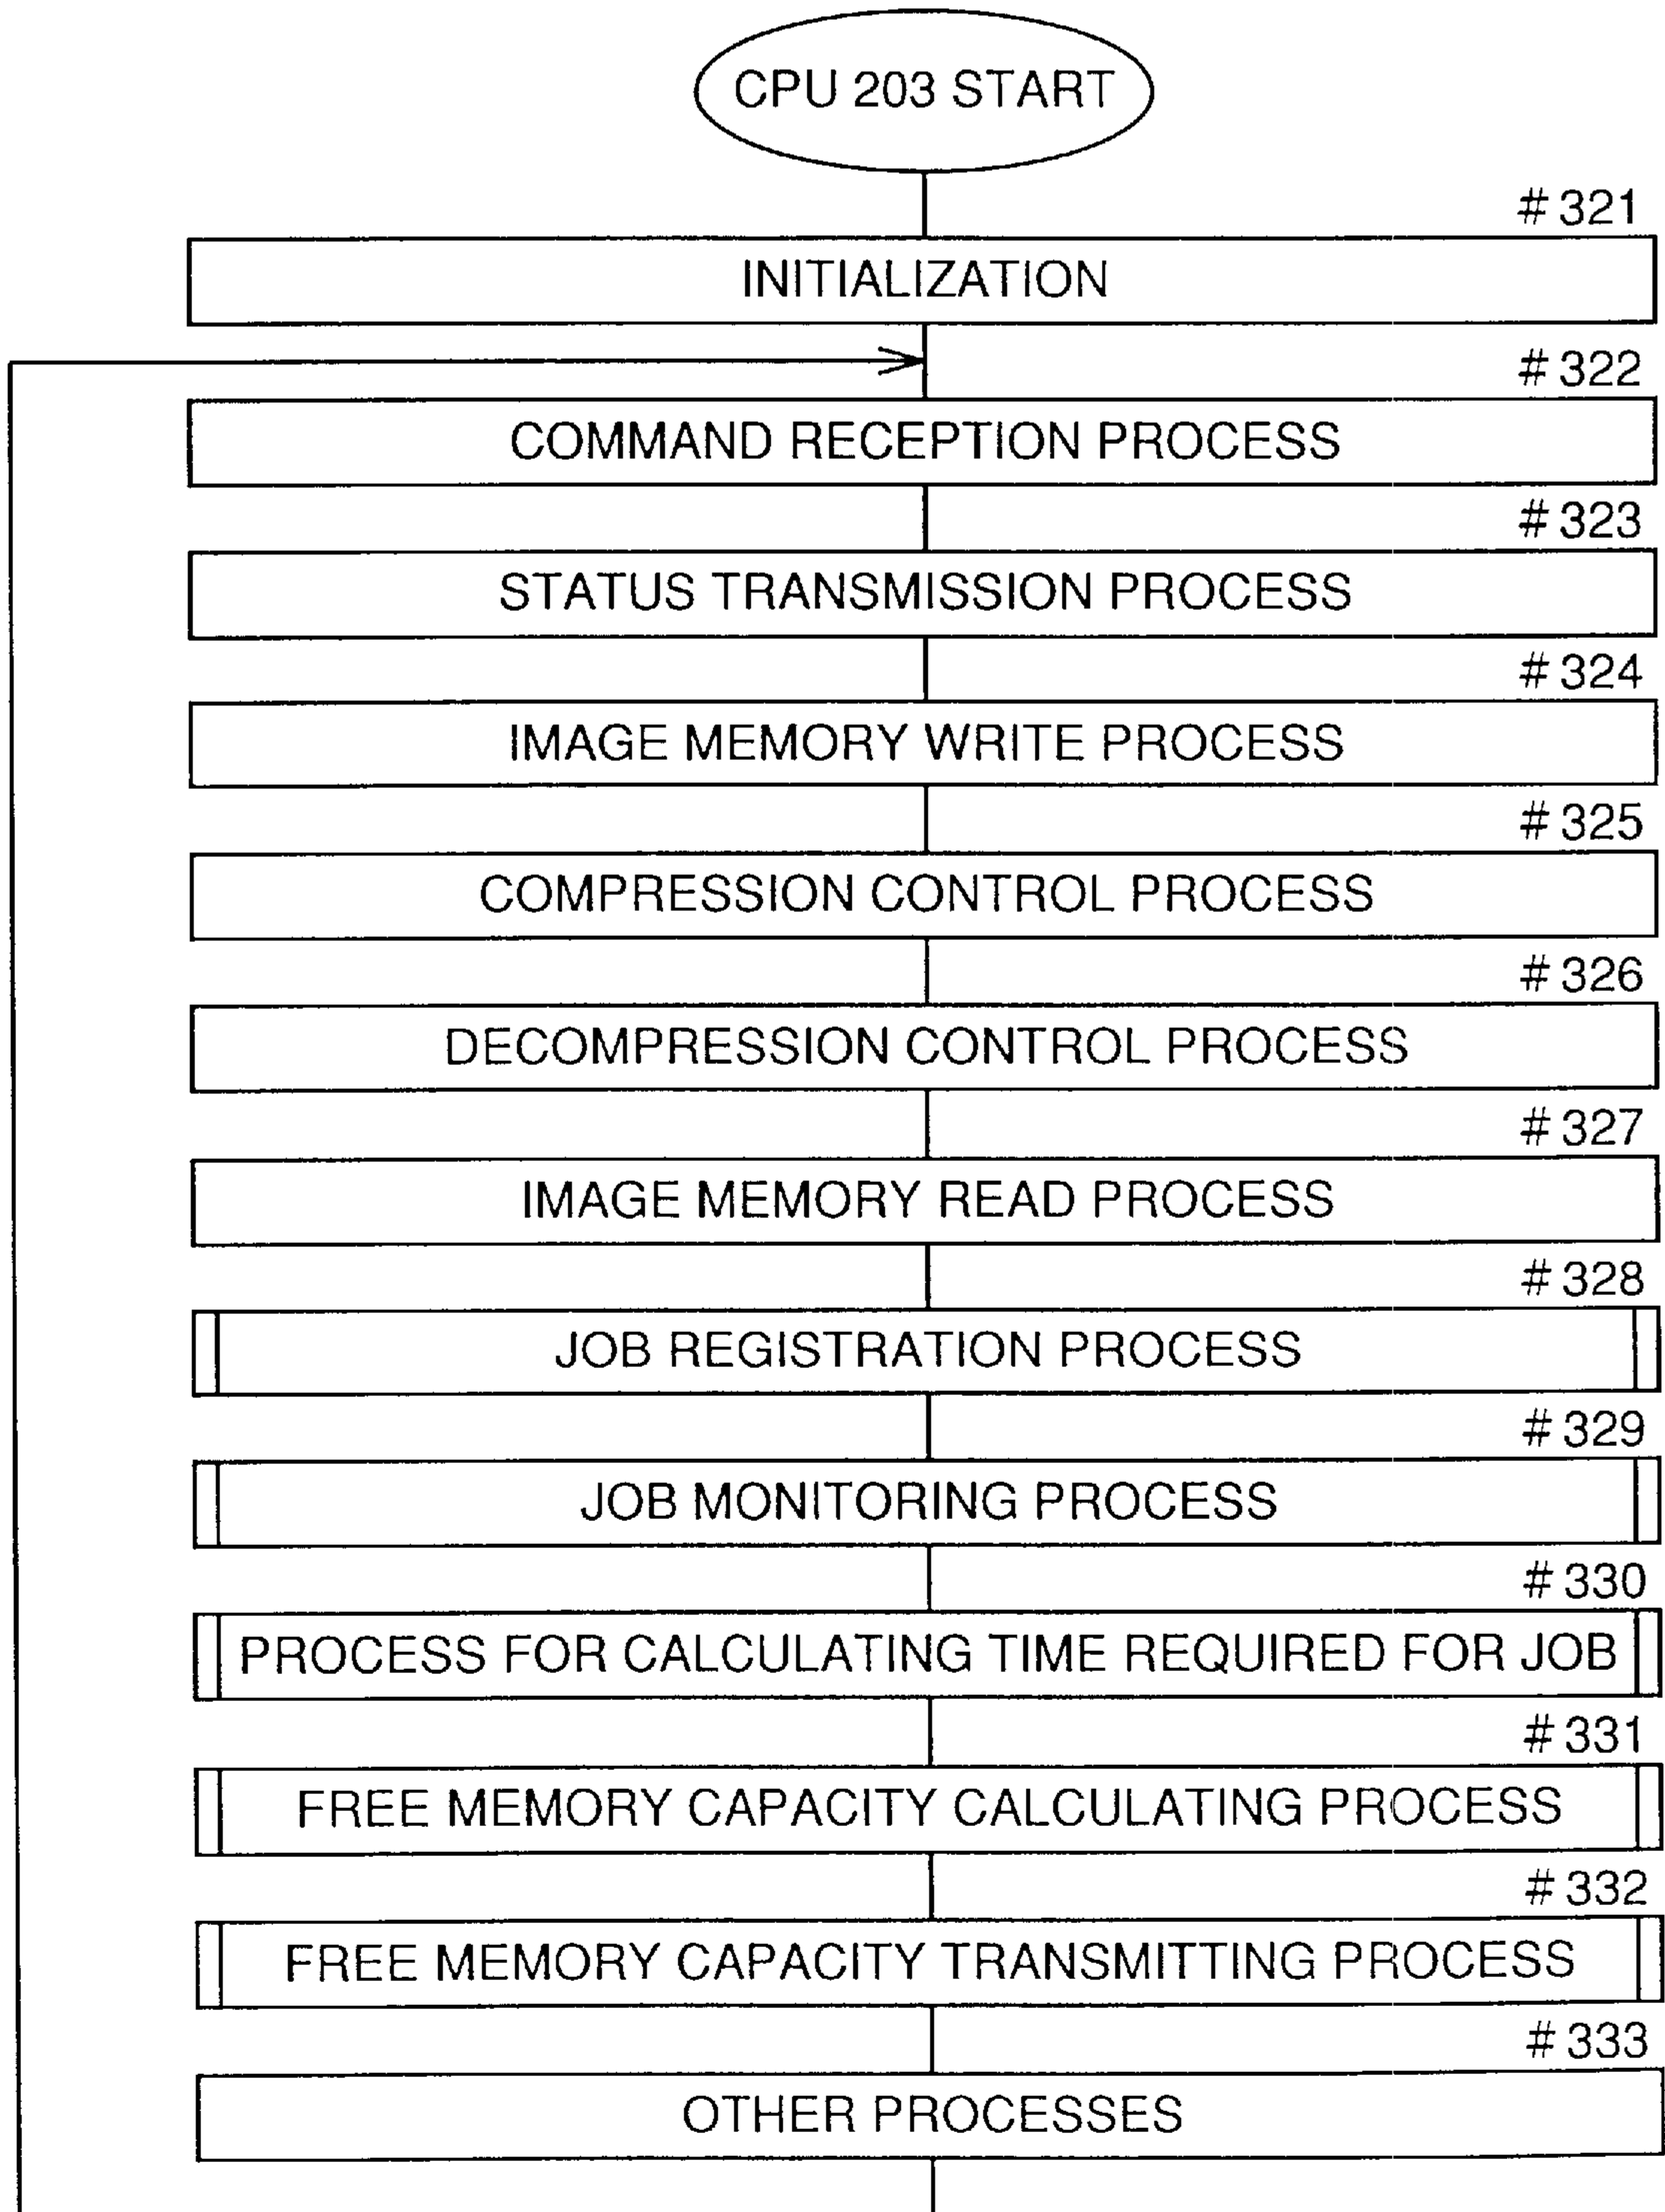 CPU 203 START
# 321
INITIALIZATION
# 322
COMMAND RECEPTION PROCESS
# 323
STATUS TRANSMISSION PROCESS
# 324
IMAGE MEMORY WRITE PROCESS
# 325
COMPRESSION CONTROL PROCESS
# 326
DECOMPRESSION CONTROL PROCESS
# 327
IMAGE MEMORY READ PROCESS
# 328
JOB REGISTRATION PROCESS
# 329
JOB MONITORING PROCESS
# 330
PROCESS FOR CALCULATING TIME REQUIRED FOR JOB
# 331
FREE MEMORY CAPACITY CALCULATING PROCESS
# 332
FREE MEMORY CAPACITY TRANSMITTING PROCESS
# 333
OTHER PROCESSES